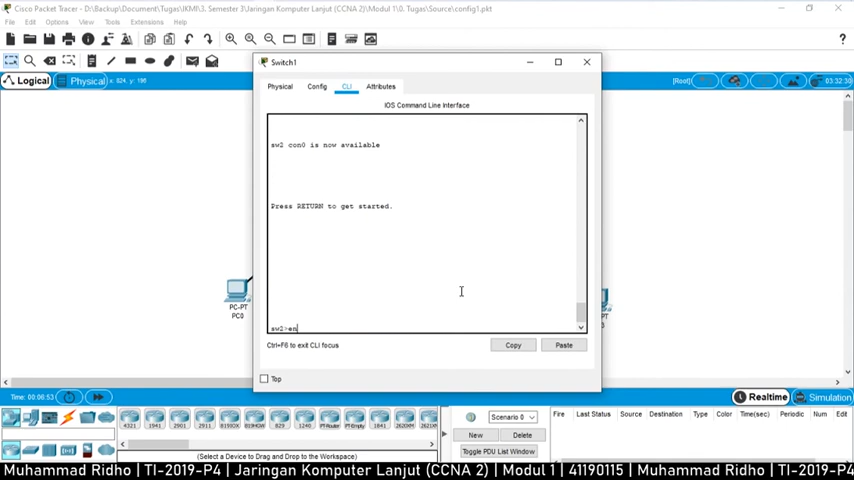 Cisco Packet Tracer - D:\Backup\Document\Tugas\IKMI\3. Semester 3\Jaringan Komputer Lanjut (CCNA 2)\Modul 1\0. Tugas\Source\config1.pkt
File Edit Options View Tools Extensions Window Help
Logical Physical x: 824, y: 196 [Root] 03:32:30
Switch1
Physical Config CLI Attributes
IOS Command Line Interface
sw2 con0 is now available
Press RETURN to get started.
sw2>en
Ctrl+F6 to exit CLI focus Copy Paste
Top
PC-PT
PC0
Time: 00:06:53 Realtime Simulation
4321 1941 2901 2911 819IOX 819HGW 829 1240 PT-Router PT-Empty 1841 2620XM 2621XM
(Select a Device to Drag and Drop to the Workspace)
Scenario 0
New Delete
Toggle PDU List Window
Fire Last Status Source Destination Type Color Time(sec) Periodic Num Edit
Muhammad Ridho | TI-2019-P4 | Jaringan Komputer Lanjut (CCNA 2) | Modul 1 | 41190115 | Muhammad Ridho | TI-2019-P4